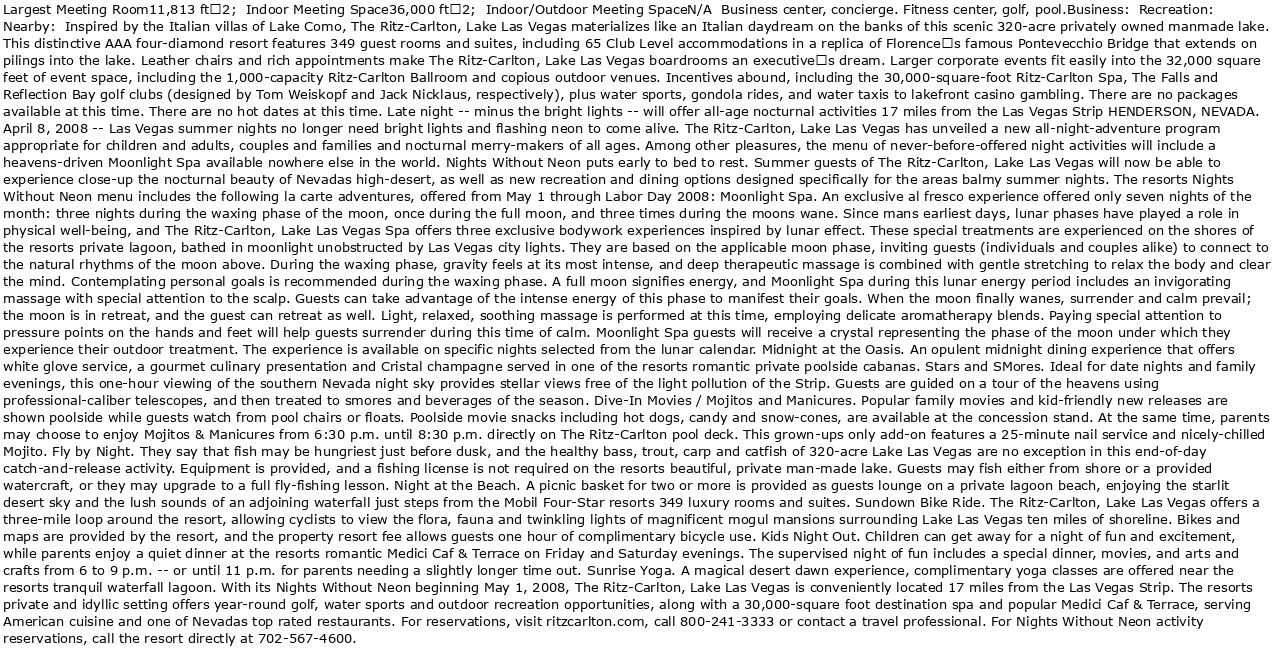 Largest Meeting Room11,813 ft□2;  Indoor Meeting Space36,000 ft□2;  Indoor/Outdoor Meeting SpaceN/A  Business center, concierge. Fitness center, golf, pool.Business:  Recreation:
Nearby:  Inspired by the Italian villas of Lake Como, The Ritz-Carlton, Lake Las Vegas materializes like an Italian daydream on the banks of this scenic 320-acre privately owned manmade lake.
This distinctive AAA four-diamond resort features 349 guest rooms and suites, including 65 Club Level accommodations in a replica of Florence□s famous Pontevecchio Bridge that extends on
pilings into the lake. Leather chairs and rich appointments make The Ritz-Carlton, Lake Las Vegas boardrooms an executive□s dream. Larger corporate events fit easily into the 32,000 square
feet of event space, including the 1,000-capacity Ritz-Carlton Ballroom and copious outdoor venues. Incentives abound, including the 30,000-square-foot Ritz-Carlton Spa, The Falls and
Reflection Bay golf clubs (designed by Tom Weiskopf and Jack Nicklaus, respectively), plus water sports, gondola rides, and water taxis to lakefront casino gambling. There are no packages
available at this time. There are no hot dates at this time. Late night -- minus the bright lights -- will offer all-age nocturnal activities 17 miles from the Las Vegas Strip HENDERSON, NEVADA.
April 8, 2008 -- Las Vegas summer nights no longer need bright lights and flashing neon to come alive. The Ritz-Carlton, Lake Las Vegas has unveiled a new all-night-adventure program
appropriate for children and adults, couples and families and nocturnal merry-makers of all ages. Among other pleasures, the menu of never-before-offered night activities will include a
heavens-driven Moonlight Spa available nowhere else in the world. Nights Without Neon puts early to bed to rest. Summer guests of The Ritz-Carlton, Lake Las Vegas will now be able to
experience close-up the nocturnal beauty of Nevadas high-desert, as well as new recreation and dining options designed specifically for the areas balmy summer nights. The resorts Nights
Without Neon menu includes the following la carte adventures, offered from May 1 through Labor Day 2008: Moonlight Spa. An exclusive al fresco experience offered only seven nights of the
month: three nights during the waxing phase of the moon, once during the full moon, and three times during the moons wane. Since mans earliest days, lunar phases have played a role in
physical well-being, and The Ritz-Carlton, Lake Las Vegas Spa offers three exclusive bodywork experiences inspired by lunar effect. These special treatments are experienced on the shores of
the resorts private lagoon, bathed in moonlight unobstructed by Las Vegas city lights. They are based on the applicable moon phase, inviting guests (individuals and couples alike) to connect to
the natural rhythms of the moon above. During the waxing phase, gravity feels at its most intense, and deep therapeutic massage is combined with gentle stretching to relax the body and clear
the mind. Contemplating personal goals is recommended during the waxing phase. A full moon signifies energy, and Moonlight Spa during this lunar energy period includes an invigorating
massage with special attention to the scalp. Guests can take advantage of the intense energy of this phase to manifest their goals. When the moon finally wanes, surrender and calm prevail;
the moon is in retreat, and the guest can retreat as well. Light, relaxed, soothing massage is performed at this time, employing delicate aromatherapy blends. Paying special attention to
pressure points on the hands and feet will help guests surrender during this time of calm. Moonlight Spa guests will receive a crystal representing the phase of the moon under which they
experience their outdoor treatment. The experience is available on specific nights selected from the lunar calendar. Midnight at the Oasis. An opulent midnight dining experience that offers
white glove service, a gourmet culinary presentation and Cristal champagne served in one of the resorts romantic private poolside cabanas. Stars and SMores. Ideal for date nights and family
evenings, this one-hour viewing of the southern Nevada night sky provides stellar views free of the light pollution of the Strip. Guests are guided on a tour of the heavens using
professional-caliber telescopes, and then treated to smores and beverages of the season. Dive-In Movies / Mojitos and Manicures. Popular family movies and kid-friendly new releases are
shown poolside while guests watch from pool chairs or floats. Poolside movie snacks including hot dogs, candy and snow-cones, are available at the concession stand. At the same time, parents
may choose to enjoy Mojitos & Manicures from 6:30 p.m. until 8:30 p.m. directly on The Ritz-Carlton pool deck. This grown-ups only add-on features a 25-minute nail service and nicely-chilled
Mojito. Fly by Night. They say that fish may be hungriest just before dusk, and the healthy bass, trout, carp and catfish of 320-acre Lake Las Vegas are no exception in this end-of-day
catch-and-release activity. Equipment is provided, and a fishing license is not required on the resorts beautiful, private man-made lake. Guests may fish either from shore or a provided
watercraft, or they may upgrade to a full fly-fishing lesson. Night at the Beach. A picnic basket for two or more is provided as guests lounge on a private lagoon beach, enjoying the starlit
desert sky and the lush sounds of an adjoining waterfall just steps from the Mobil Four-Star resorts 349 luxury rooms and suites. Sundown Bike Ride. The Ritz-Carlton, Lake Las Vegas offers a
three-mile loop around the resort, allowing cyclists to view the flora, fauna and twinkling lights of magnificent mogul mansions surrounding Lake Las Vegas ten miles of shoreline. Bikes and
maps are provided by the resort, and the property resort fee allows guests one hour of complimentary bicycle use. Kids Night Out. Children can get away for a night of fun and excitement,
while parents enjoy a quiet dinner at the resorts romantic Medici Caf & Terrace on Friday and Saturday evenings. The supervised night of fun includes a special dinner, movies, and arts and
crafts from 6 to 9 p.m. -- or until 11 p.m. for parents needing a slightly longer time out. Sunrise Yoga. A magical desert dawn experience, complimentary yoga classes are offered near the
resorts tranquil waterfall lagoon. With its Nights Without Neon beginning May 1, 2008, The Ritz-Carlton, Lake Las Vegas is conveniently located 17 miles from the Las Vegas Strip. The resorts
private and idyllic setting offers year-round golf, water sports and outdoor recreation opportunities, along with a 30,000-square foot destination spa and popular Medici Caf & Terrace, serving
American cuisine and one of Nevadas top rated restaurants. For reservations, visit ritzcarlton.com, call 800-241-3333 or contact a travel professional. For Nights Without Neon activity
reservations, call the resort directly at 702-567-4600.